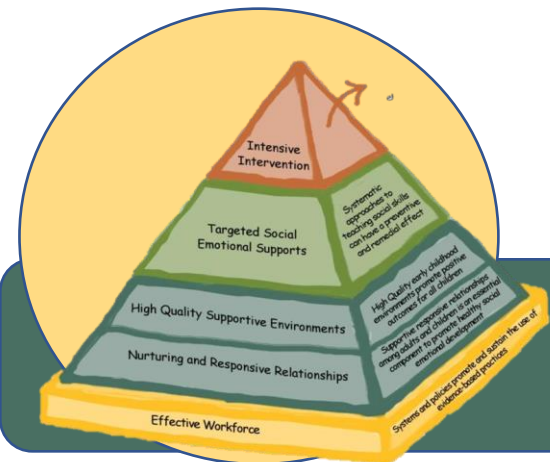 Intensive
Intervention
Systematic
approaches to
teaching social skills
can have a preventive
and remedial effect
Targeted Social
Emotional Supports
High Quality early childhood
environments promote positive
outcomes for all children
High Quality Supportive Environments
Supportive responsive relationships
among adults and children is an essential
component to promote healthy social
emotional development
Nurturing and Responsive Relationships
Systems and policies promote and sustain the use of
evidence-based practices
Effective Workforce